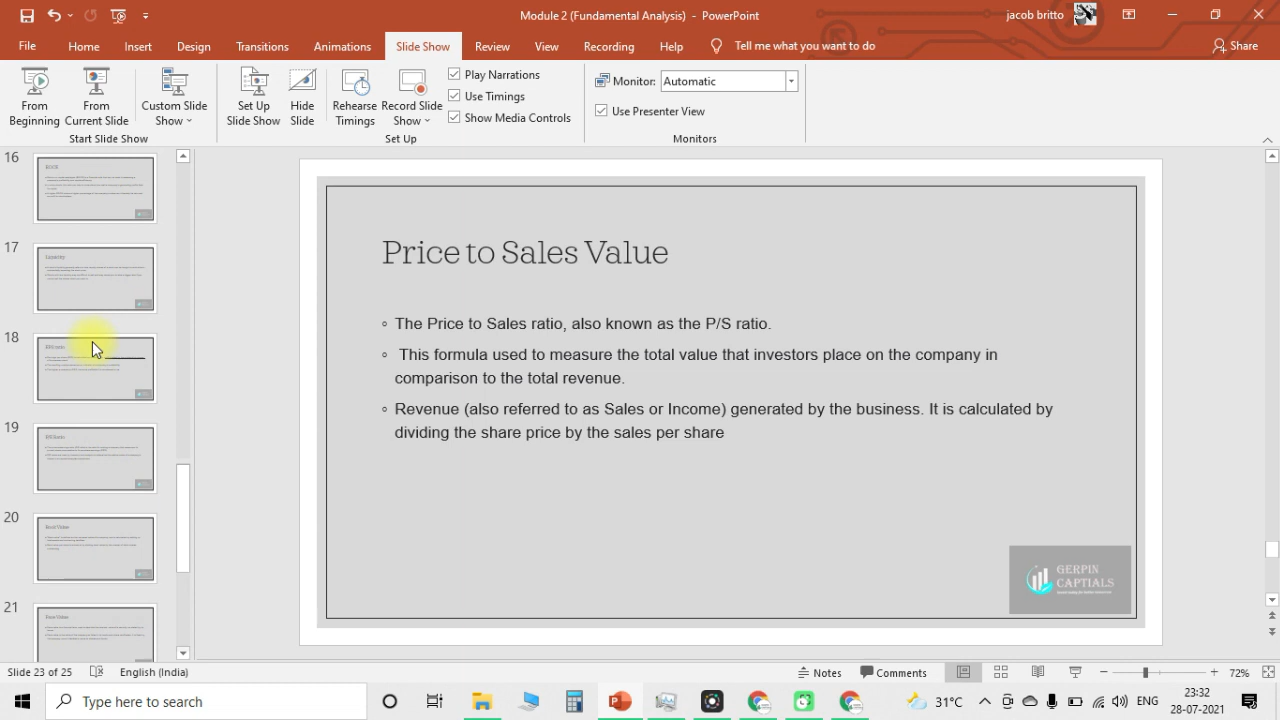 Module 2 (Fundamental Analysis) - PowerPoint
jacob britto
File Home Insert Design Transitions Animations Slide Show Review View Recording Help Tell me what you want to do Share
From Beginning
From Current Slide
Custom Slide Show
Set Up Slide Show
Hide Slide
Rehearse Timings
Record Slide Show
Play Narrations
Use Timings
Show Media Controls
Monitor: Automatic
Use Presenter View
Start Slide Show
Set Up
Monitors
16
17
18
19
20
Book Value
21
Face Value
Price to Sales Value
◦ The Price to Sales ratio, also known as the P/S ratio.
◦ This formula used to measure the total value that investors place on the company in
comparison to the total revenue.
◦ Revenue (also referred to as Sales or Income) generated by the business. It is calculated by
dividing the share price by the sales per share
GERPIN
CAPTIALS
Slide 23 of 25 English (India) Notes Comments 72%
Type here to search 31°C ENG 23:32
28-07-2021